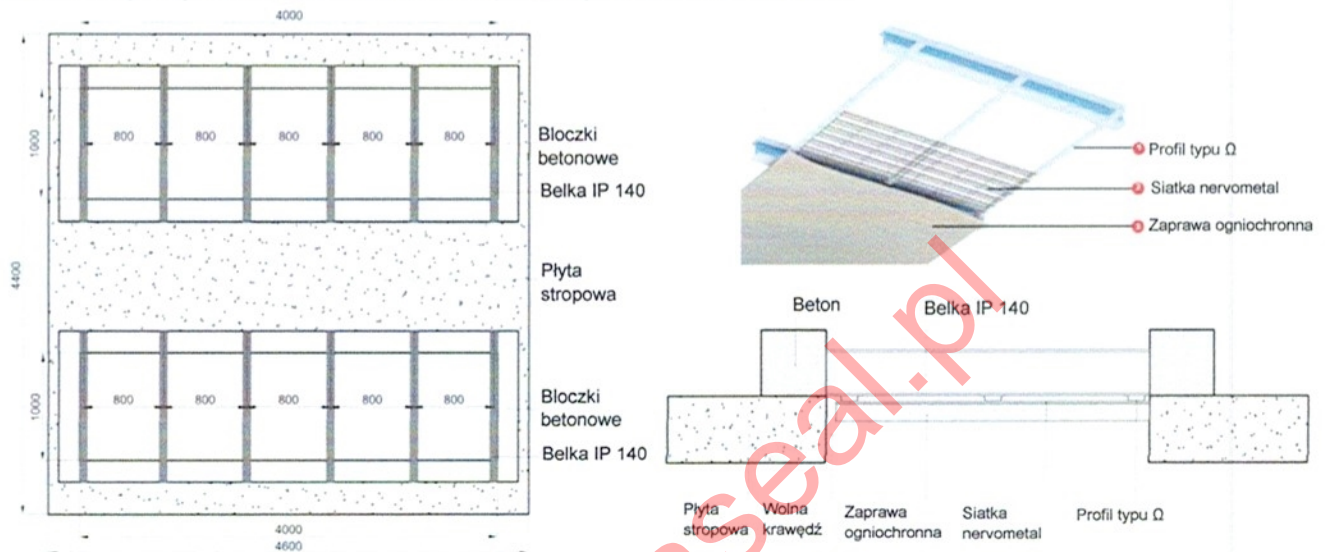 4000
800 800 800 800 800
1000
Bloczki
betonowe
Belka IP 140
4400
Płyta
stropowa
800 800 800 800 800
1000
Bloczki
betonowe
Belka IP 140
4000
4600
Profil typu Ω
Siatka nervometal
Zaprawa ogniochronna
Beton
Belka IP 140
Płyta
stropowa
Wolna
krawędź
Zaprawa
ogniochronna
Siatka
nervometal
Profil typu Ω
seal.pl